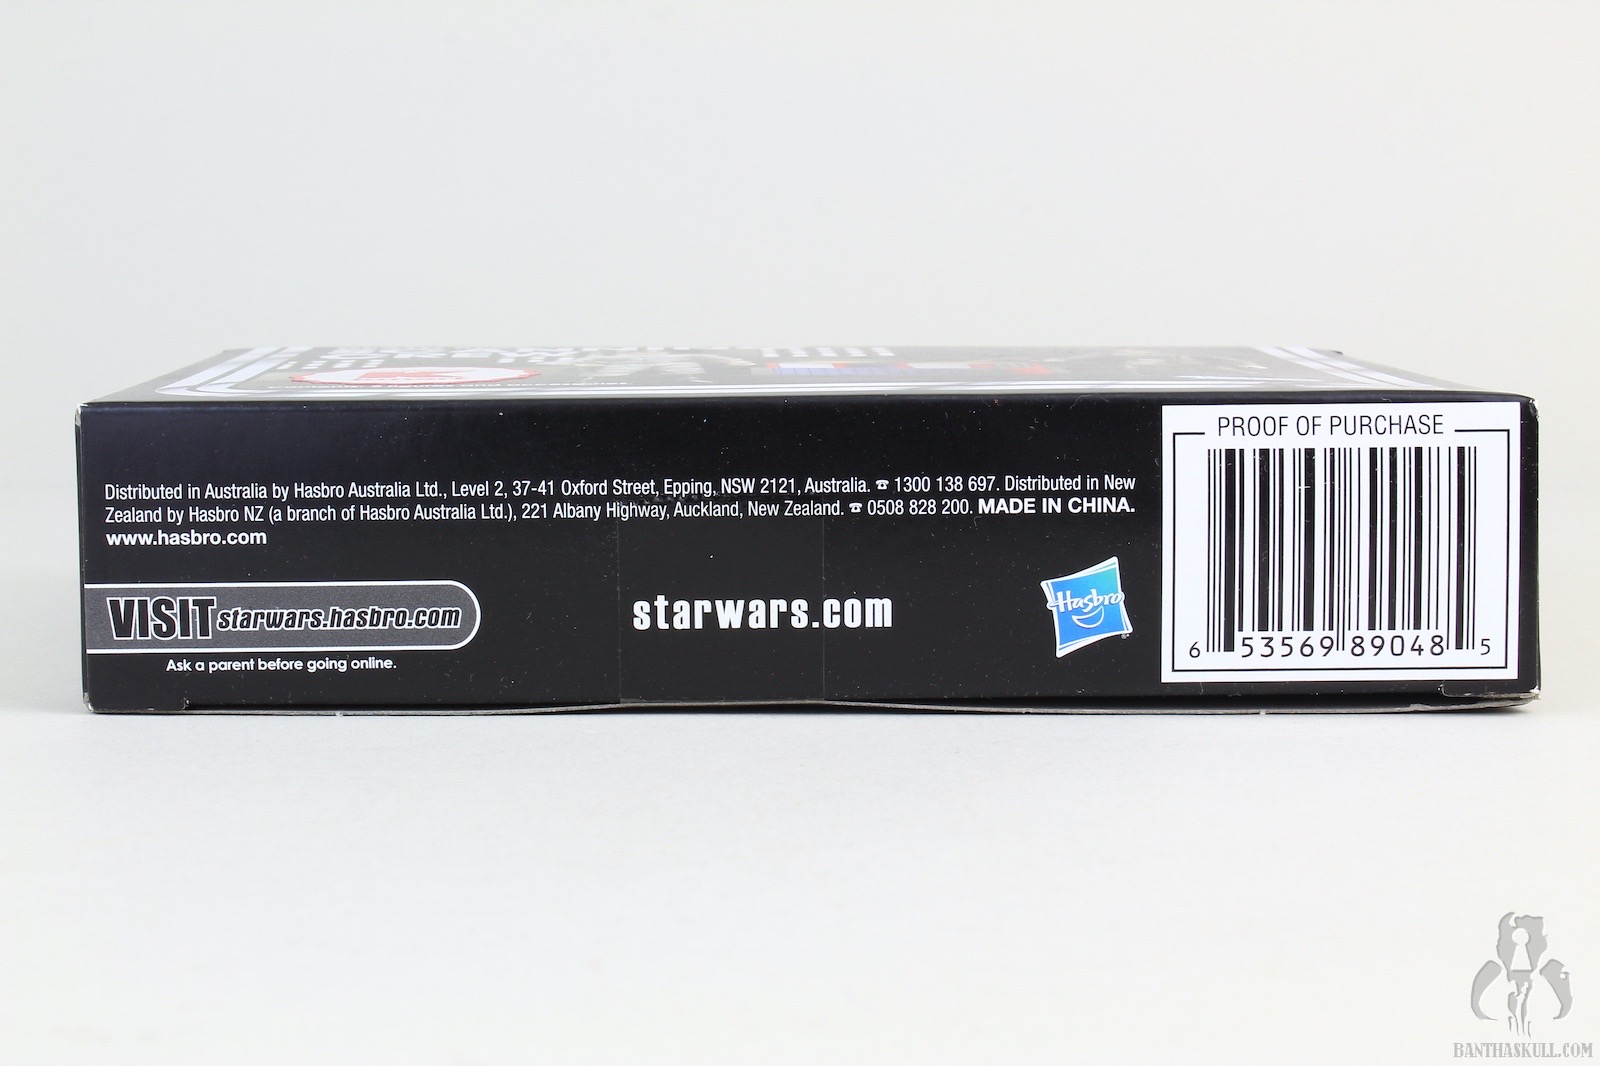 Distributed in Australia by Hasbro Australia Ltd., Level 2, 37-41 Oxford Street, Epping, NSW 2121, Australia. ☎ 1300 138 697. Distributed in New
Zealand by Hasbro NZ (a branch of Hasbro Australia Ltd.), 221 Albany Highway, Auckland, New Zealand. ☎ 0508 828 200. MADE IN CHINA.
www.hasbro.com
VISIT starwars.hasbro.com
Ask a parent before going online.
starwars.com
Hasbro
PROOF OF PURCHASE
6 53569 89048 5
BANTHASKULL.COM